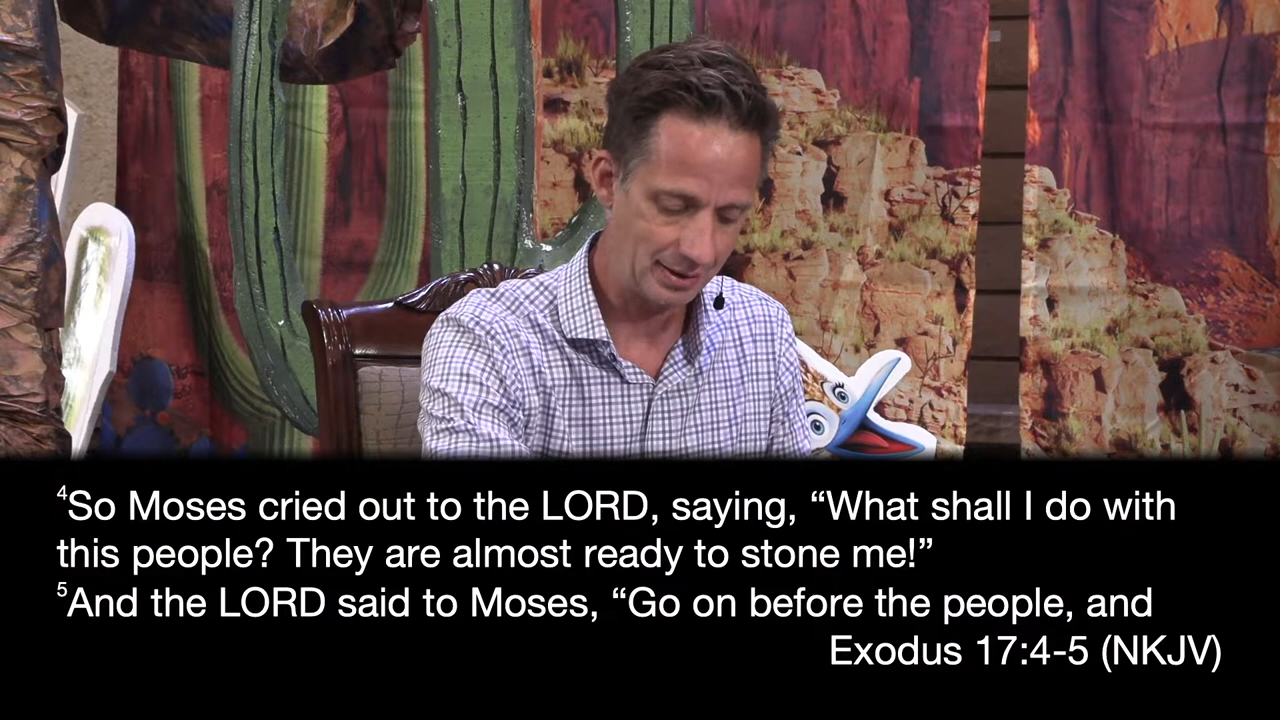 ⁴So Moses cried out to the LORD, saying, “What shall I do with
this people? They are almost ready to stone me!”
⁵And the LORD said to Moses, “Go on before the people, and
Exodus 17:4-5 (NKJV)